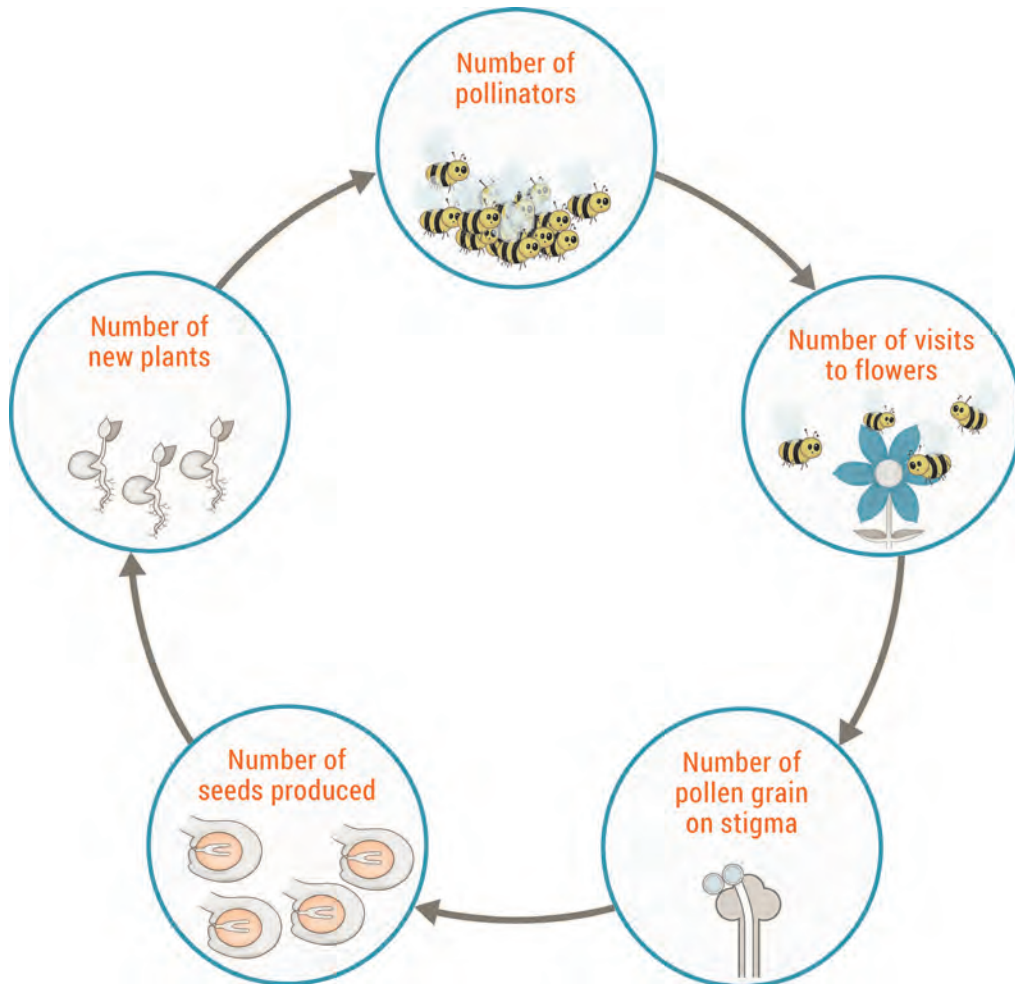 Number of
pollinators
Number of visits
to flowers
Number of
pollen grain
on stigma
Number of
seeds produced
Number of
new plants